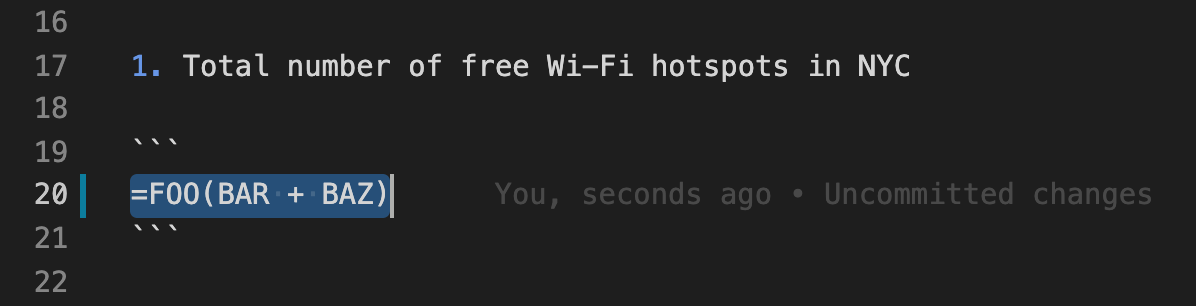 16
17 1. Total number of free Wi-Fi hotspots in NYC
18
19 ```
20 =FOO(BAR + BAZ) You, seconds ago • Uncommitted changes
21 ```
22